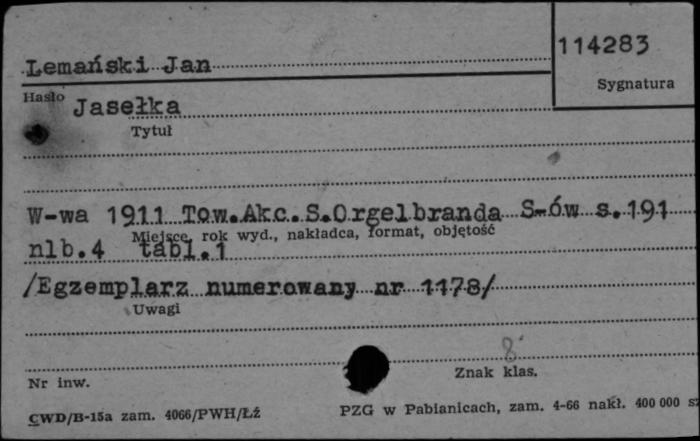 Lemański Jan
114283
Sygnatura
Hasło
Jasełka
Tytuł
W-wa 1911 Tow.Akc.S.Orgelbranda S-ów s.191
Miejsce, rok wyd., nakładca, format, objętość
nlb.4 tabl.1
/Egzemplarz numerowany nr 1178/
Uwagi
8°
Nr inw.
Znak klas.
CWD/B-15a zam. 4066/PWH/Łź
PZG w Pabianicach, zam. 4-66 nakł. 400 000 sz